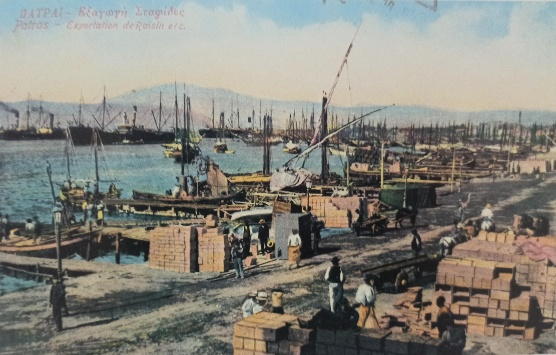 ΠΑΤΡΑΙ - Εξαγωγή Σταφίδος
Patras - Exportation de Raisin etc.